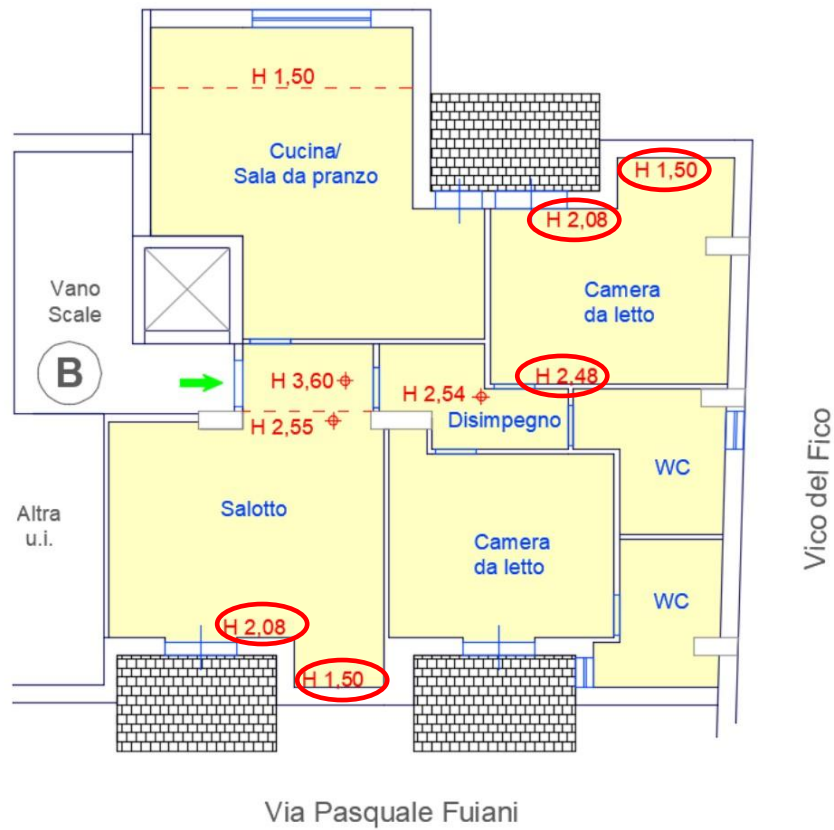 H 1,50
Cucina/
Sala da pranzo
H 1,50
H 2,08
Vano
Scale
Camera
da letto
B
H 3,60
H 2,54
H 2,48
H 2,55
Disimpegno
WC
Salotto
Altra
u.i.
Camera
da letto
WC
H 2,08
H 1,50
Vico del Fico
Via Pasquale Fuiani